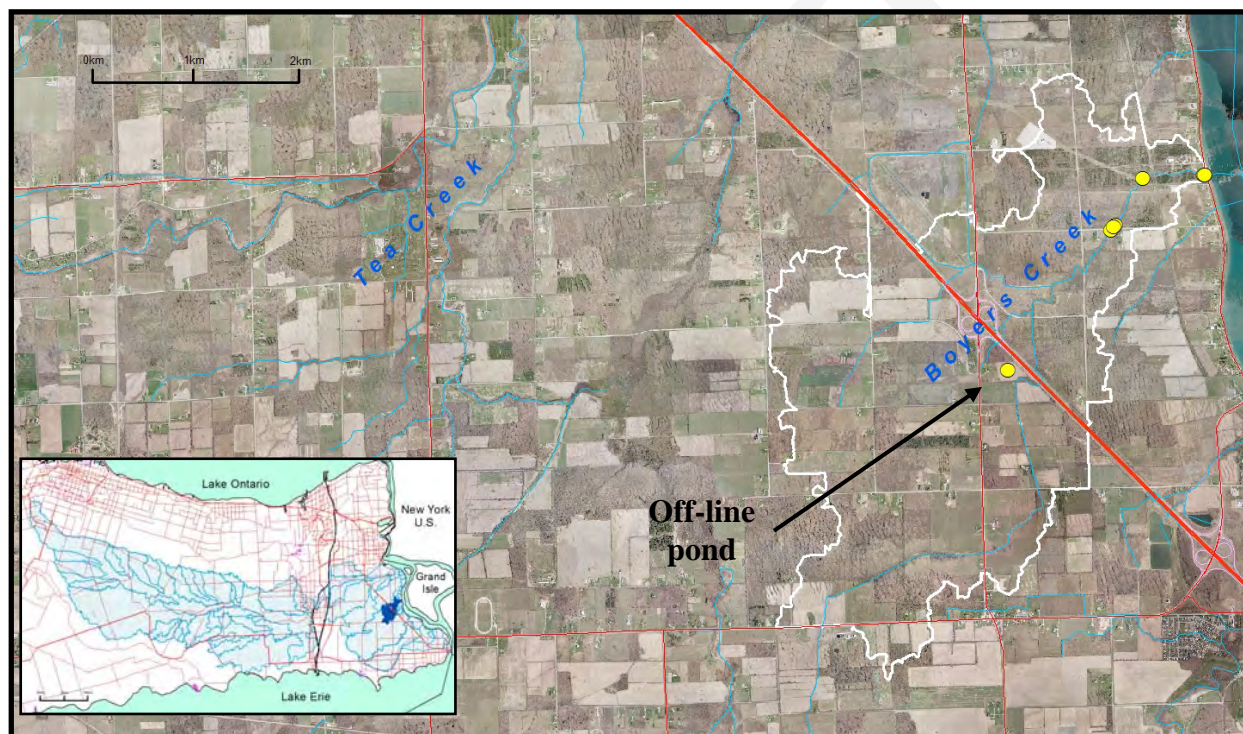 0km 1km 2km
Tea Creek
Boyers Creek
Off-line
pond
Lake Ontario
New York
U.S.
Grand
Isle
Lake Erie